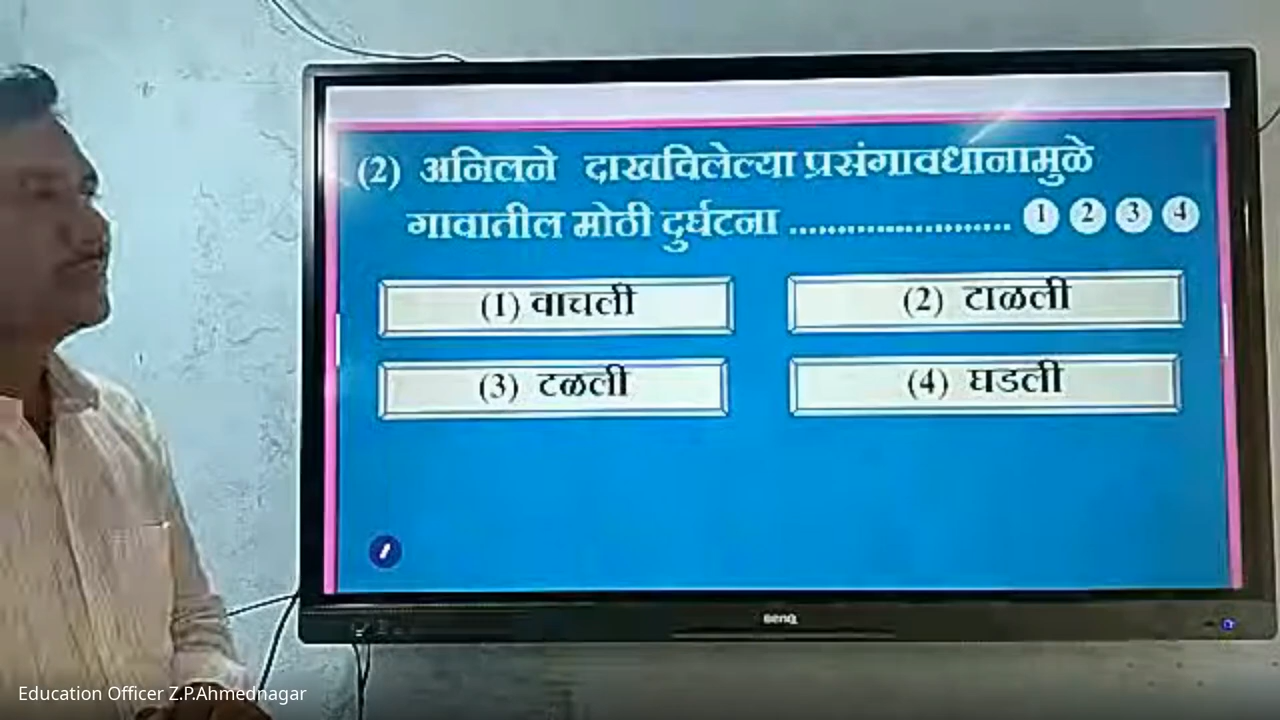 (2) अनिलने दाखविलेल्या प्रसंगावधानामुळे
गावातील मोठी दुर्घटना ...................... 1 2 3 4
(1) वाचली (2) टाळली
(3) टळली (4) घडली
BenQ
Education Officer Z.P.Ahmednagar